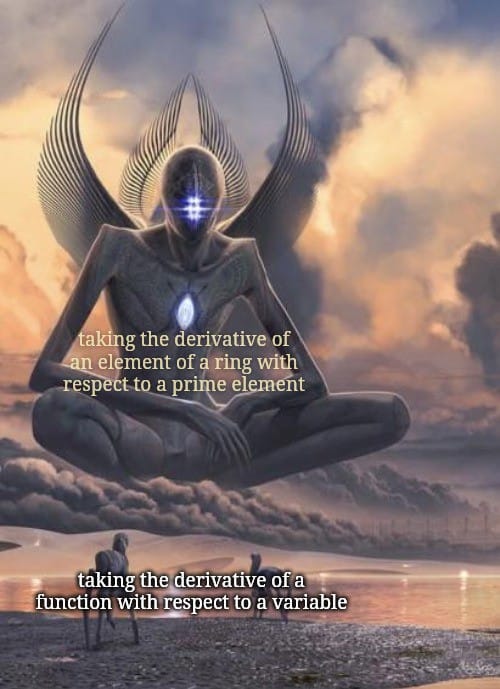 taking the derivative of
an element of a ring with
respect to a prime element
taking the derivative of a
function with respect to a variable